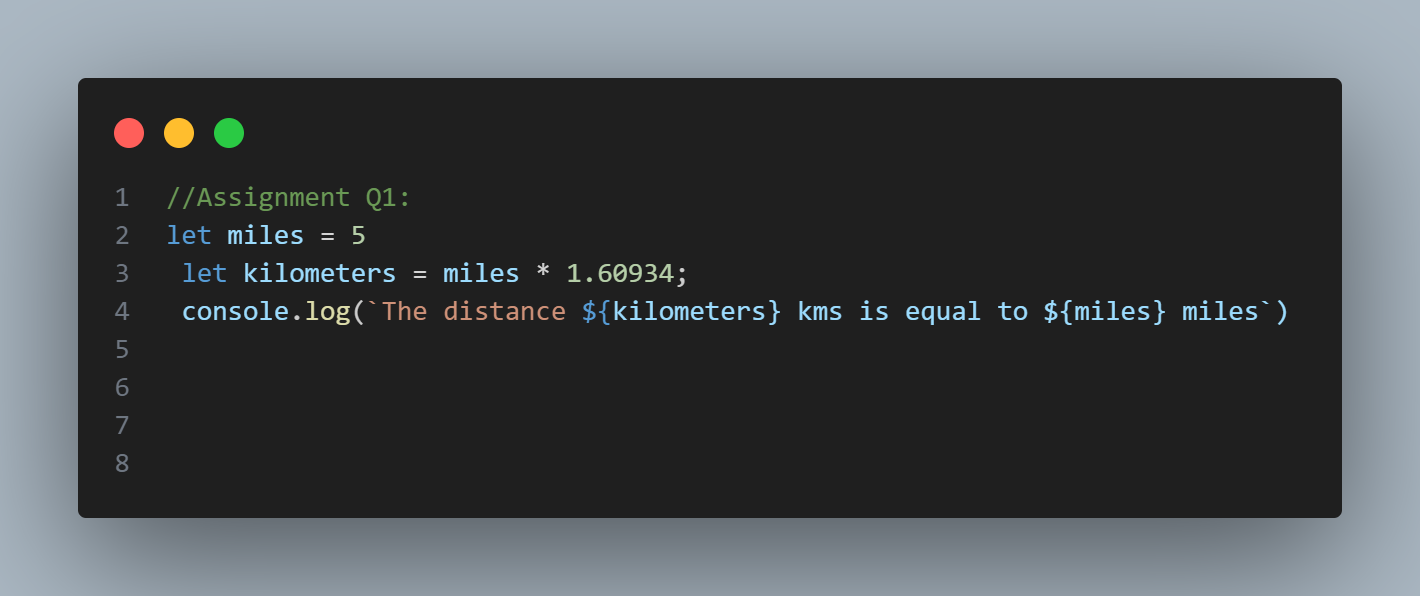 1 //Assignment Q1:
2 let miles = 5
3  let kilometers = miles * 1.60934;
4  console.log(`The distance ${kilometers} kms is equal to ${miles} miles`)
5
6
7
8